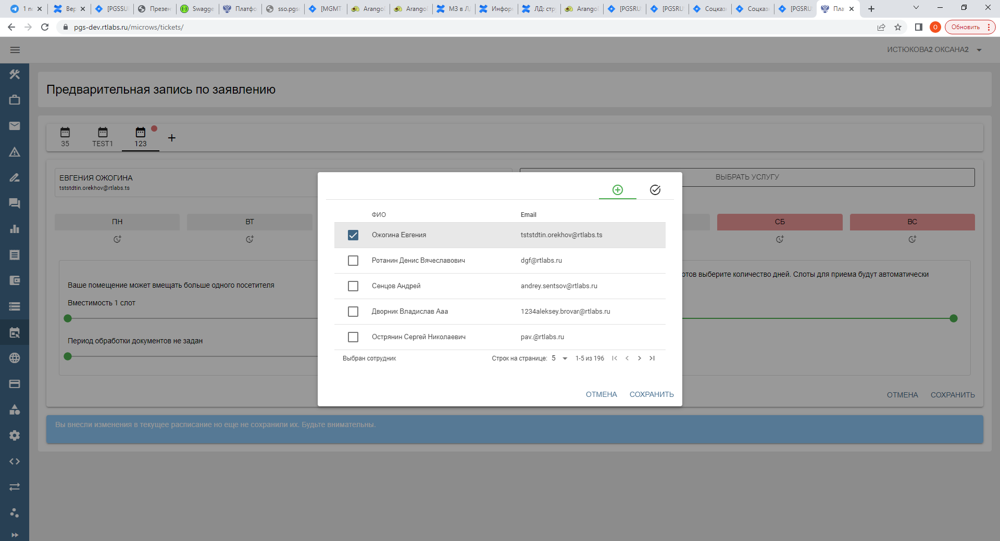 1 no
Вер
[PGSSU
Презен
Swagge
Платфо
sso.pgs
[MGMT
Arango
Arango
МЗ в Л
Инфор
ЛД: стр
Arango
[PGSRU
[PGSRU
Соцказ
Соцказ
[PGSRU
Пла
pgs-dev.rtlabs.ru/microws/tickets/
О
Обновить
ИСТЮКОВА2 ОКСАНА2
Предварительная запись по заявлению
35
TEST1
123
ЕВГЕНИЯ ОЖОГИНА
tststdtin.orekhov@rtlabs.ts
ВЫБРАТЬ УСЛУГУ
ПН
ВТ
СБ
ВС
ФИО
Email
Ожогина Евгения
tststdtin.orekhov@rtlabs.ts
Ротанин Денис Вячеславович
dgf@rtlabs.ru
Сенцов Андрей
andrey.sentsov@rtlabs.ru
Дворник Владислав Ааа
1234aleksey.brovar@rtlabs.ru
Острянин Сергей Николаевич
pav.@rtlabs.ru
Выбран сотрудник
Строк на странице: 5
1-5 из 196
ОТМЕНА
СОХРАНИТЬ
Ваше помещение может вмещать больше одного посетителя
отов выберите количество дней. Слоты для приема будут автоматически
Вместимость 1 слот
Период обработки документов не задан
ОТМЕНА
СОХРАНИТЬ
Вы внесли изменения в текущее расписание но еще не сохранили их. Будьте внимательны.